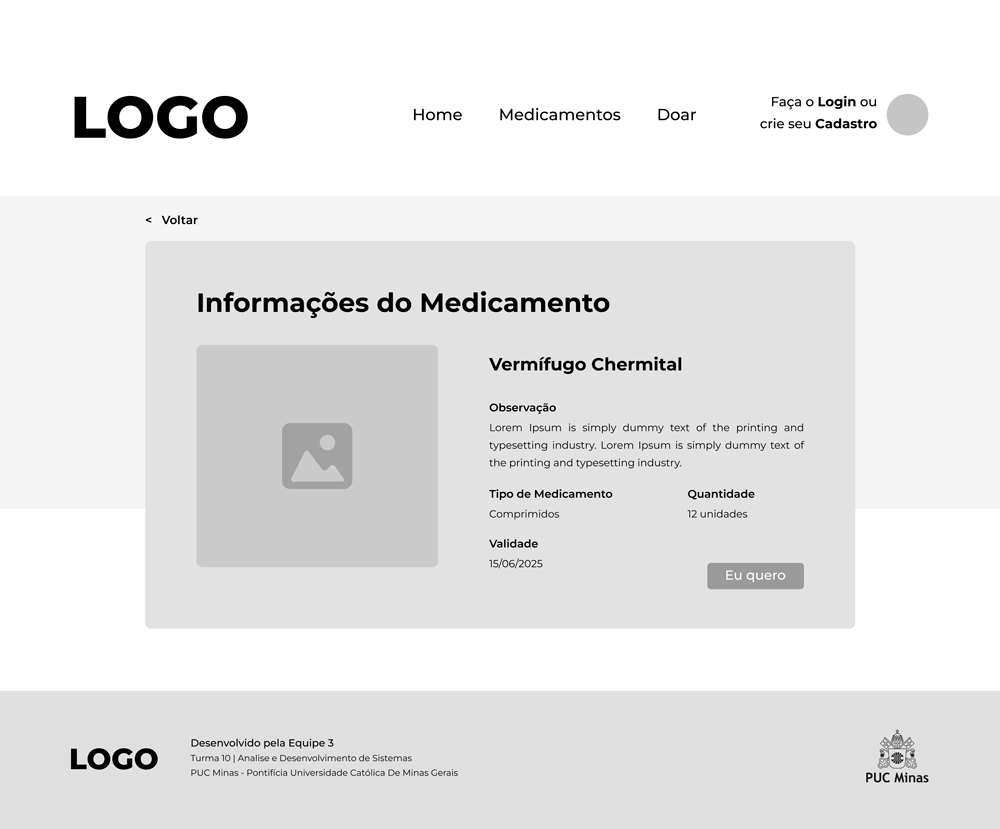 LOGO
Home
Medicamentos
Doar
Faça o Login ou
crie seu Cadastro
< Voltar
Informações do Medicamento
Vermífugo Chermital
Observação
Lorem Ipsum is simply dummy text of the printing and
typesetting industry. Lorem Ipsum is simply dummy text of
the printing and typesetting industry.
Tipo de Medicamento
Comprimidos
Quantidade
12 unidades
Validade
15/06/2025
Eu quero
LOGO
Desenvolvido pela Equipe 3
Turma 10 | Analise e Desenvolvimento de Sistemas
PUC Minas - Pontifícia Universidade Católica De Minas Gerais
PUC Minas